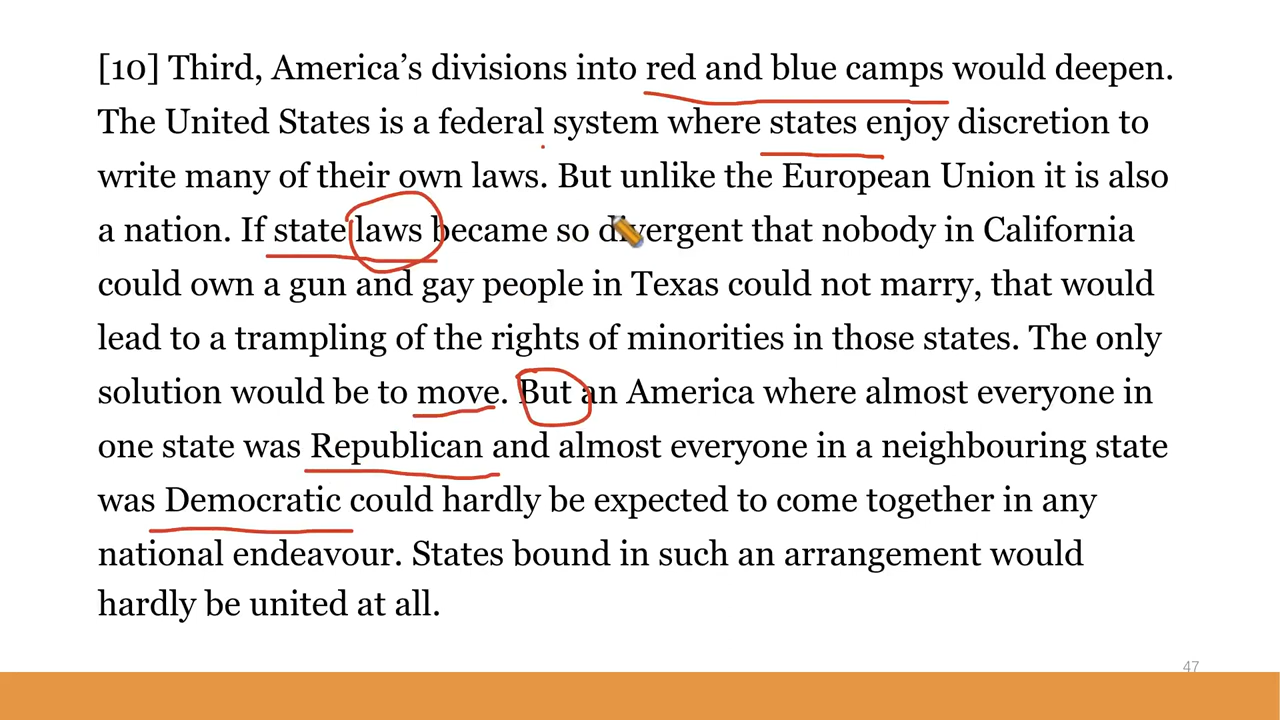 [10] Third, America’s divisions into red and blue camps would deepen.
The United States is a federal system where states enjoy discretion to
write many of their own laws. But unlike the European Union it is also
a nation. If state laws became so divergent that nobody in California
could own a gun and gay people in Texas could not marry, that would
lead to a trampling of the rights of minorities in those states. The only
solution would be to move. But an America where almost everyone in
one state was Republican and almost everyone in a neighbouring state
was Democratic could hardly be expected to come together in any
national endeavour. States bound in such an arrangement would
hardly be united at all.
47